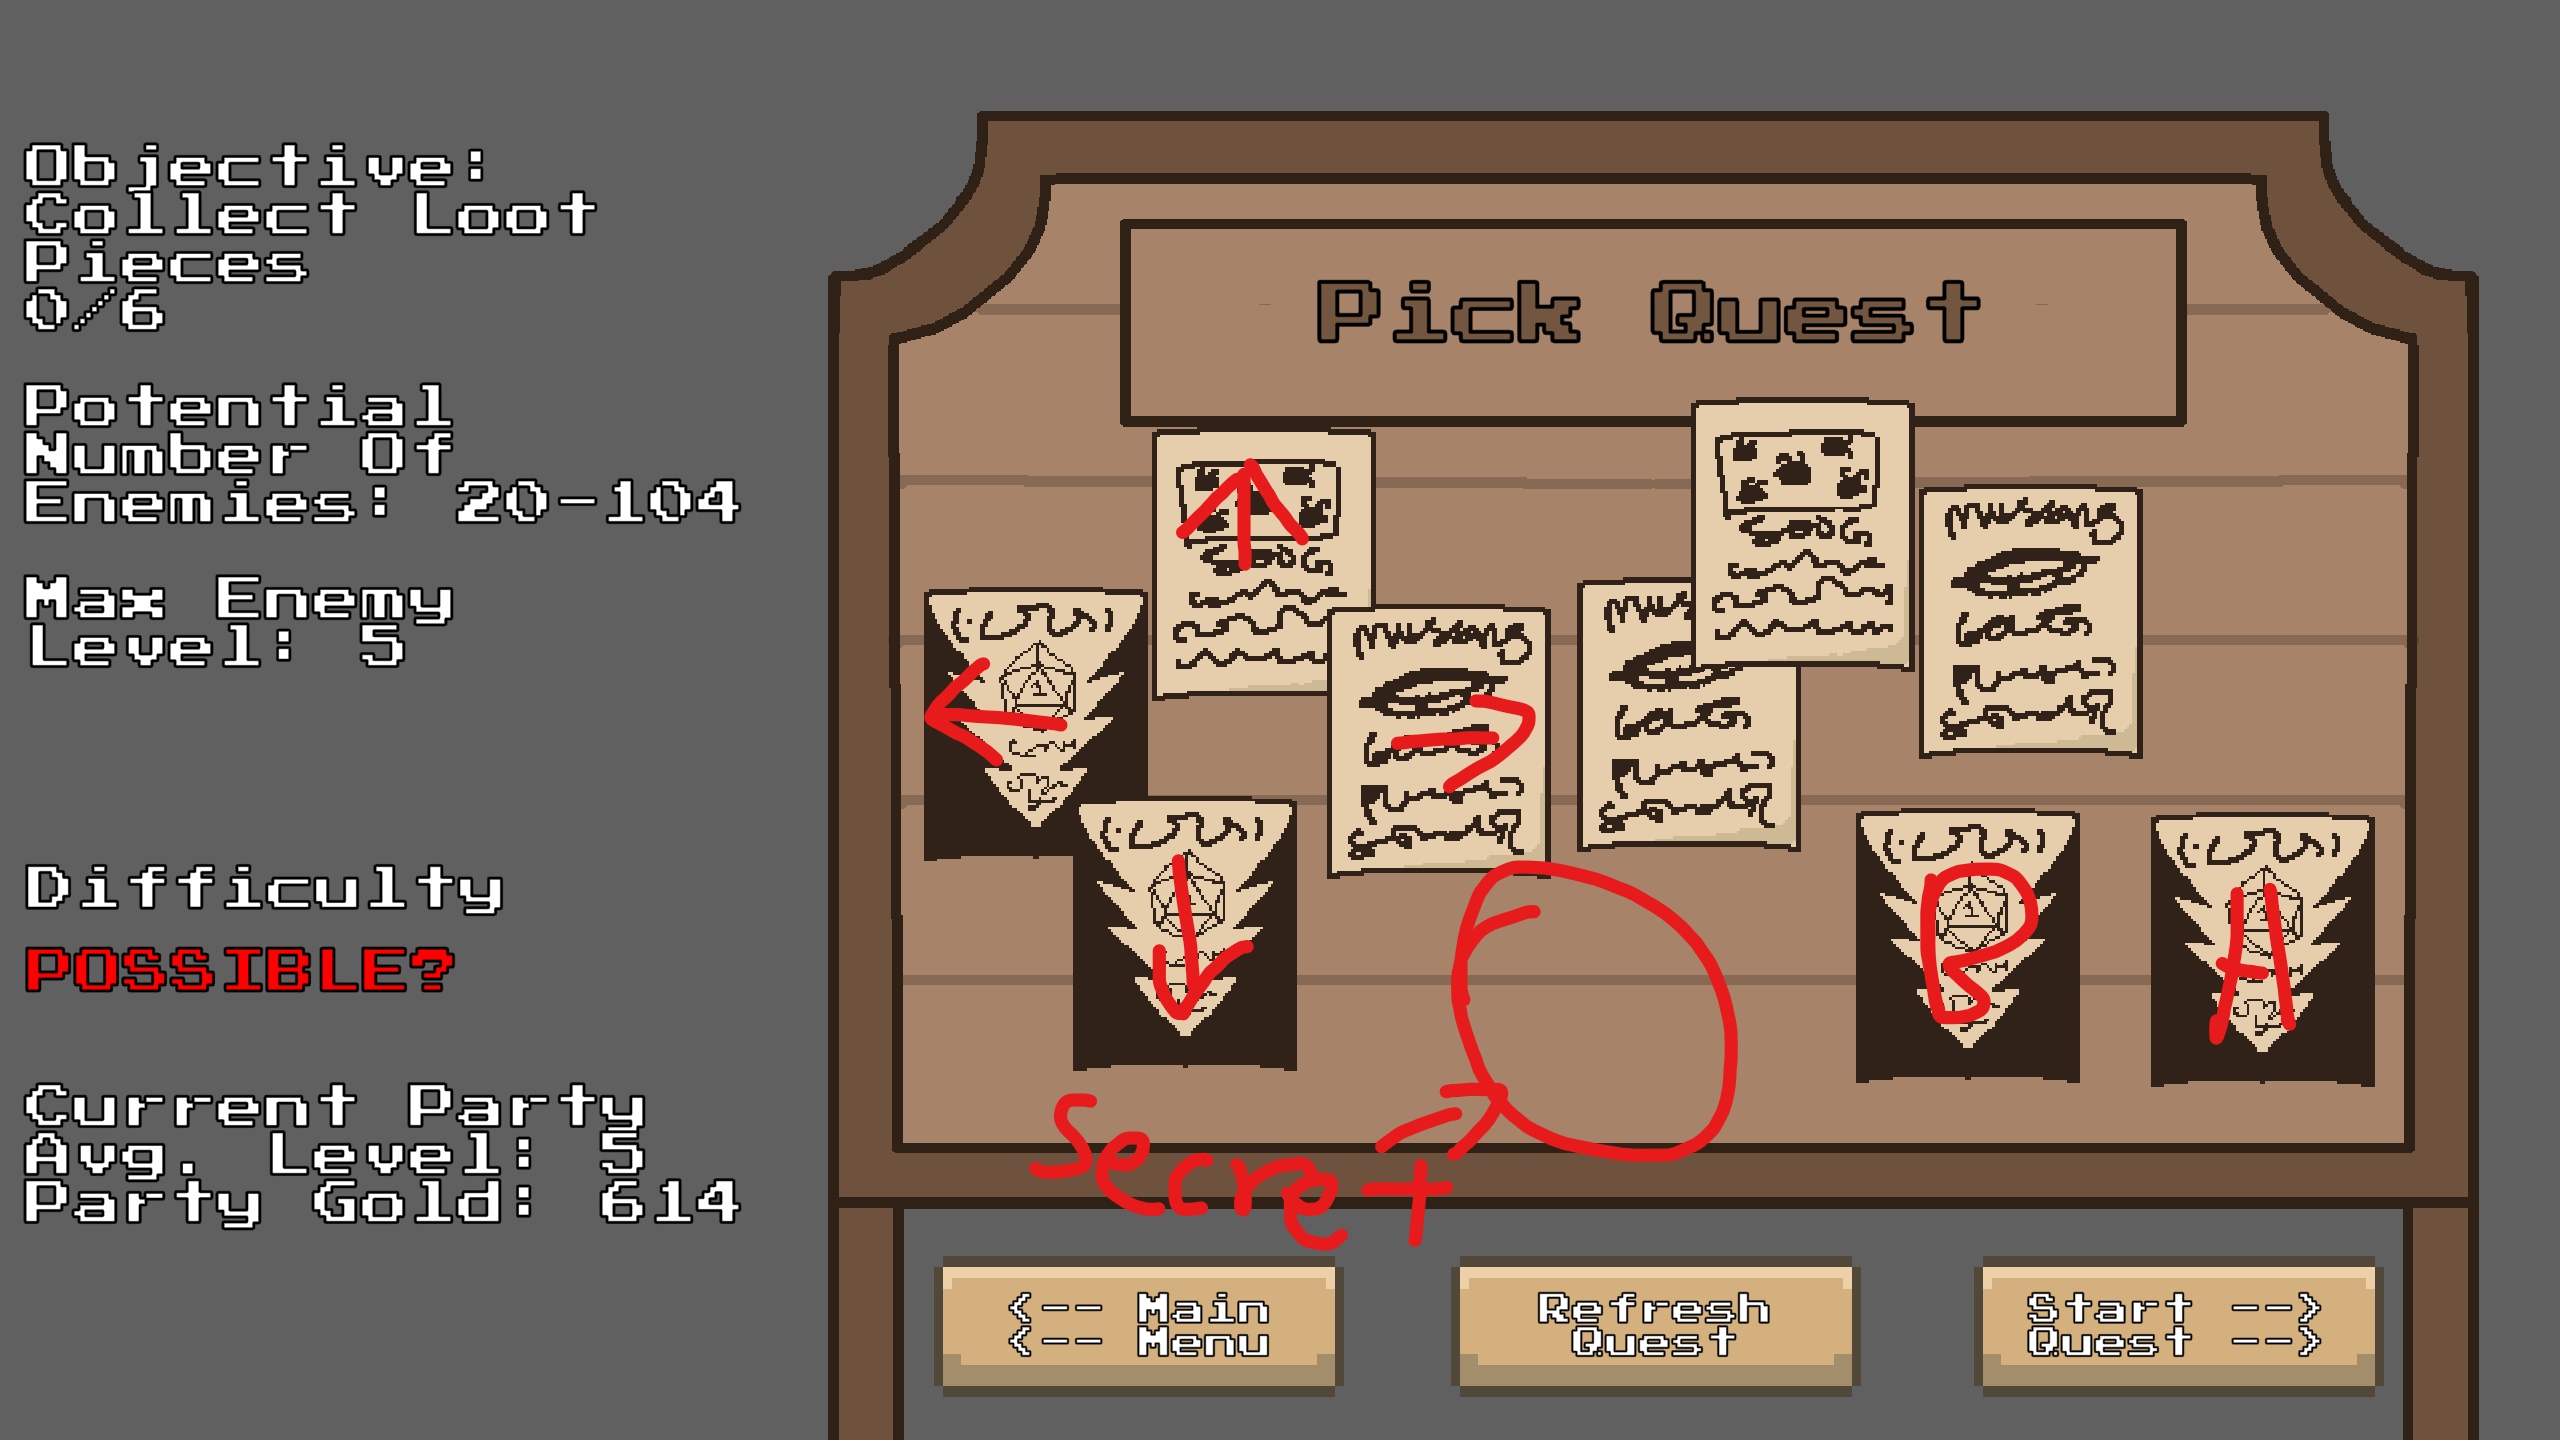 Objective:
Collect Loot
Pieces
0/6
Potential
Number Of
Enemies: 20-104
Max Enemy
Level: 5
Difficulty
POSSIBLE?
Current Party
Avg. Level: 5
Party Gold: 614
Pick Quest
B
A
Secret
<-- Main
<-- Menu
Refresh
Quest
Start -->
Quest -->